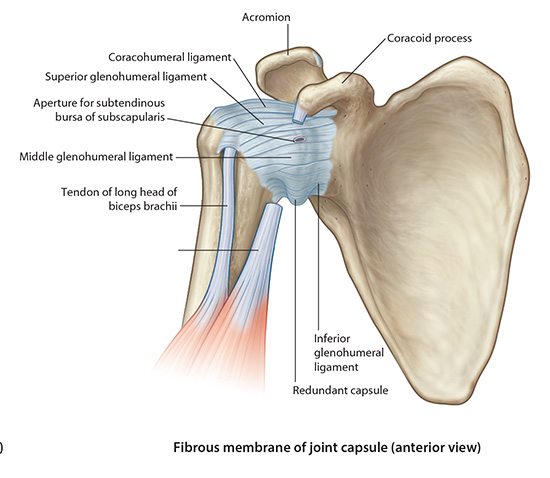 Acromion
Coracoid process
Coracohumeral ligament
Superior glenohumeral ligament
Aperture for subtendinous
bursa of subscapularis
Middle glenohumeral ligament
Tendon of long head of
biceps brachii
Inferior
glenohumeral
ligament
Redundant capsule
)
Fibrous membrane of joint capsule (anterior view)